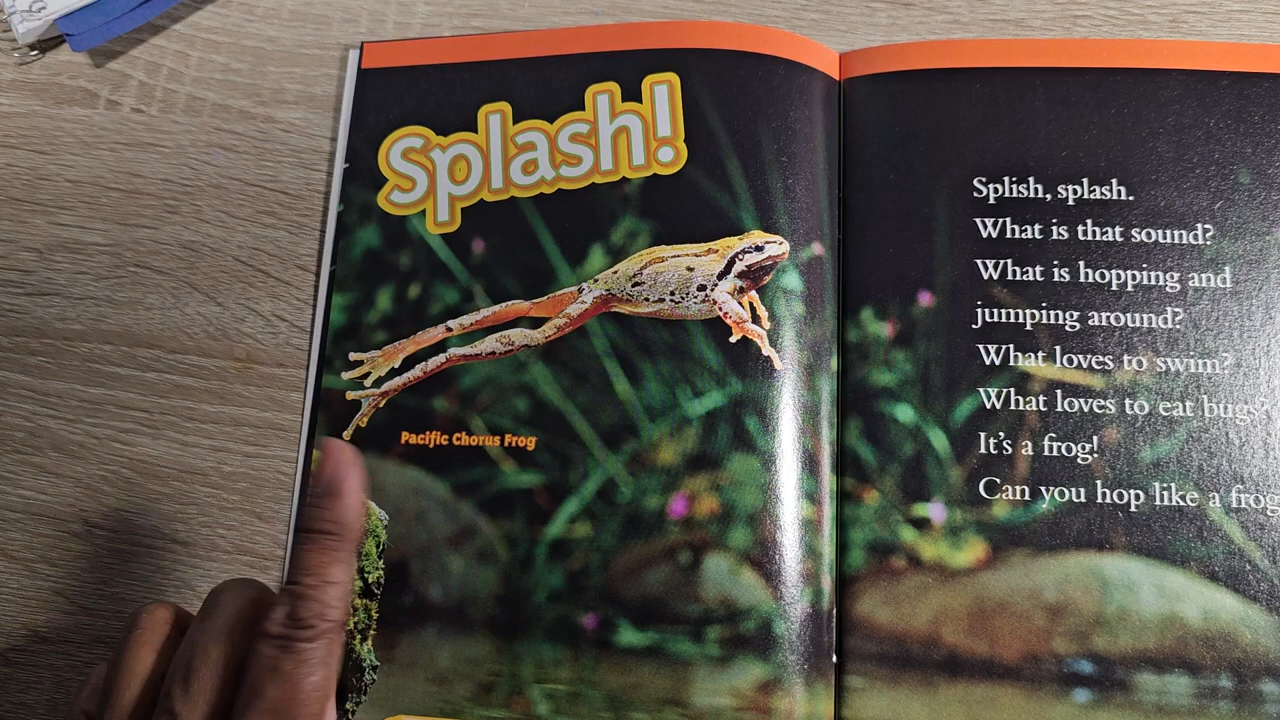 Splash!
Pacific Chorus Frog
Splish, splash.
What is that sound?
What is hopping and
jumping around?
What loves to swim?
What loves to eat bugs?
It's a frog!
Can you hop like a frog